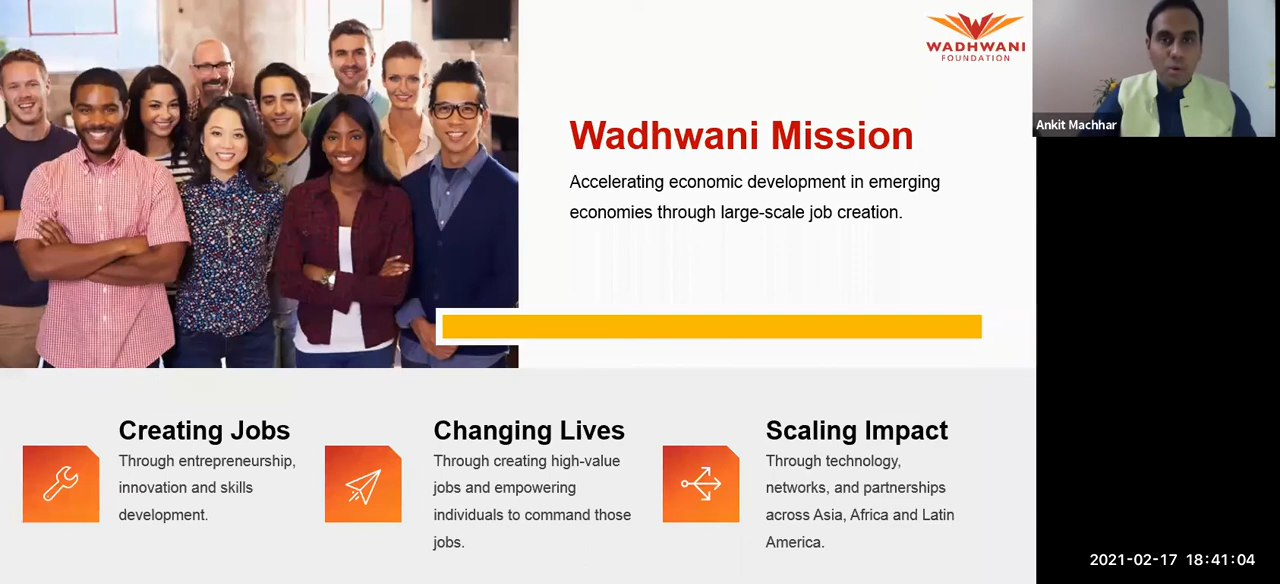 WADHWANI
FOUNDATION
Ankit Machhar
Wadhwani Mission
Accelerating economic development in emerging
economies through large-scale job creation.
Creating Jobs
Through entrepreneurship,
innovation and skills
development.
Changing Lives
Through creating high-value
jobs and empowering
individuals to command those
jobs.
Scaling Impact
Through technology,
networks, and partnerships
across Asia, Africa and Latin
America.
2021-02-17 18:41:04